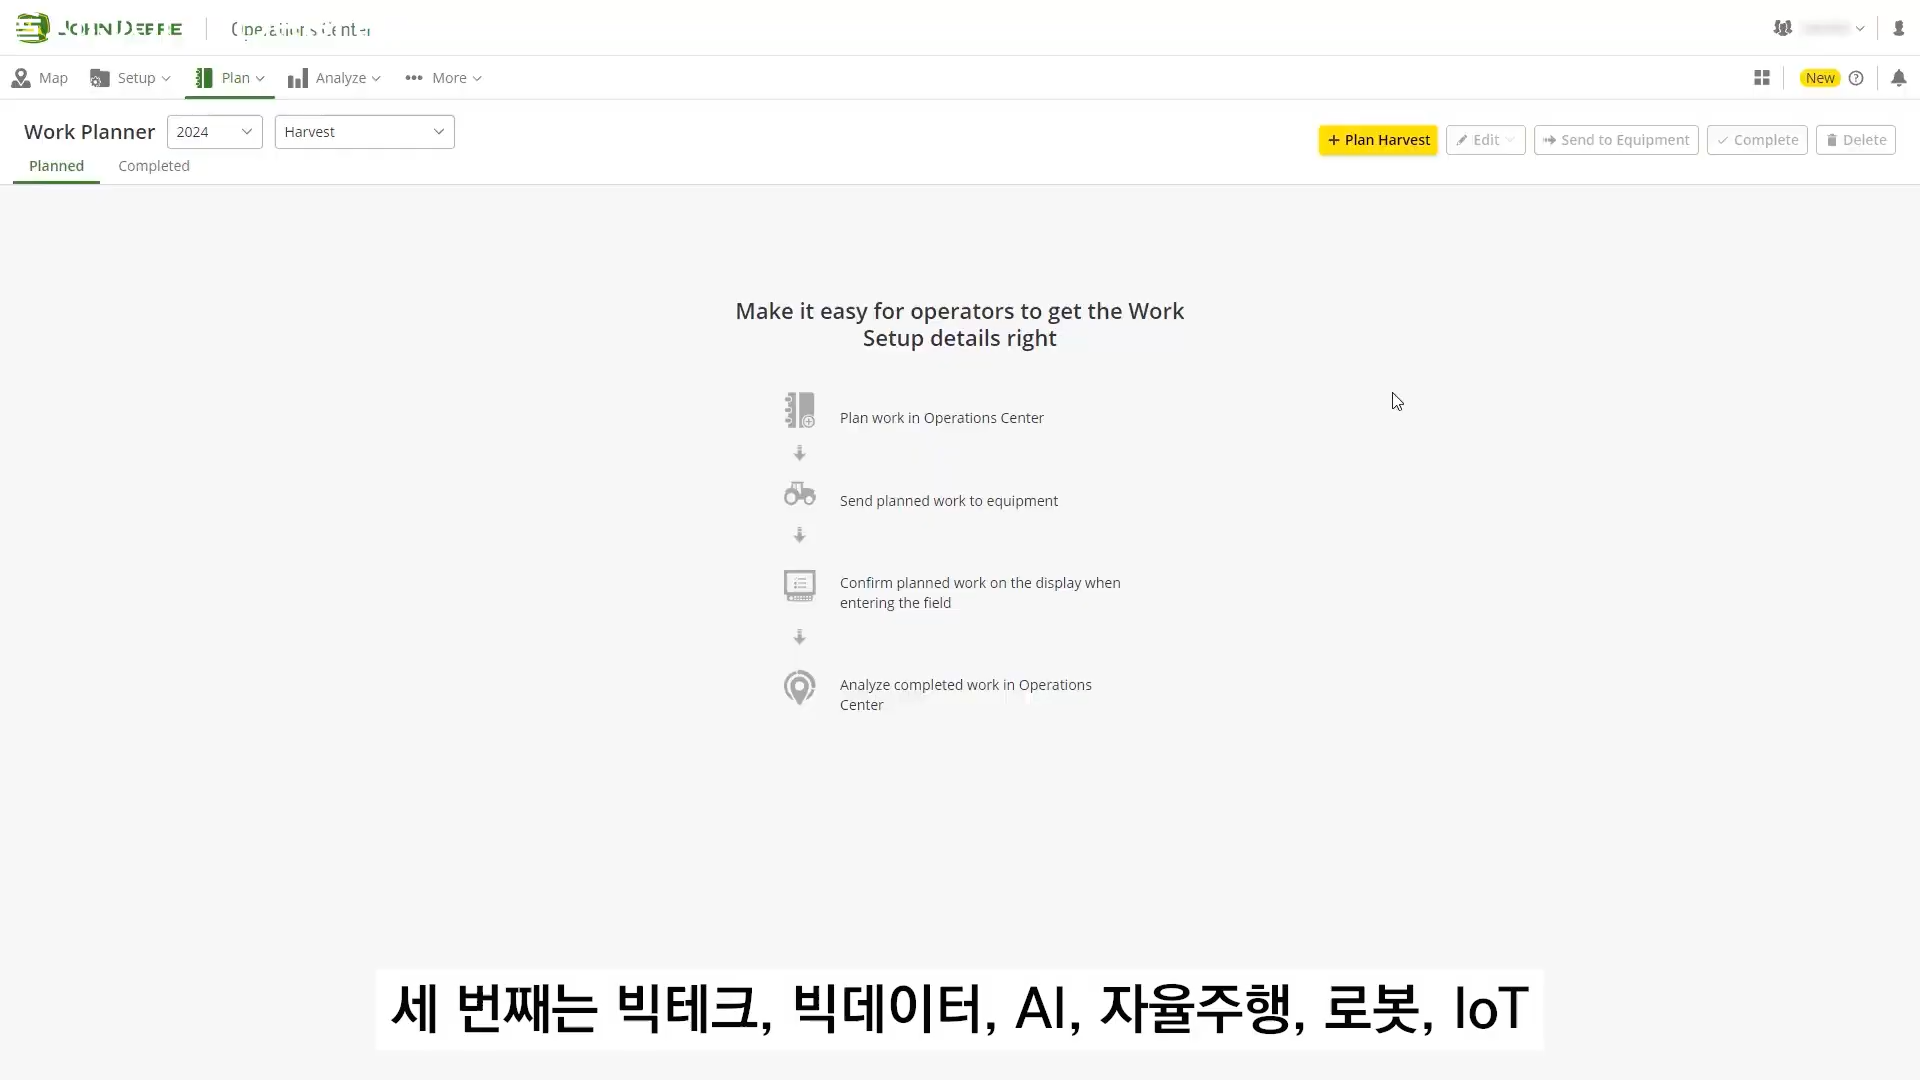 JOHN DEERE
Operations Center
Map
Setup
Plan
Analyze
More
New
Work Planner
2024
Harvest
+ Plan Harvest
Edit
Send to Equipment
Complete
Delete
Planned
Completed
Make it easy for operators to get the Work
Setup details right
Plan work in Operations Center
Send planned work to equipment
Confirm planned work on the display when
entering the field
Analyze completed work in Operations
Center
세 번째는 빅테크, 빅데이터, AI, 자율주행, 로봇, IoT